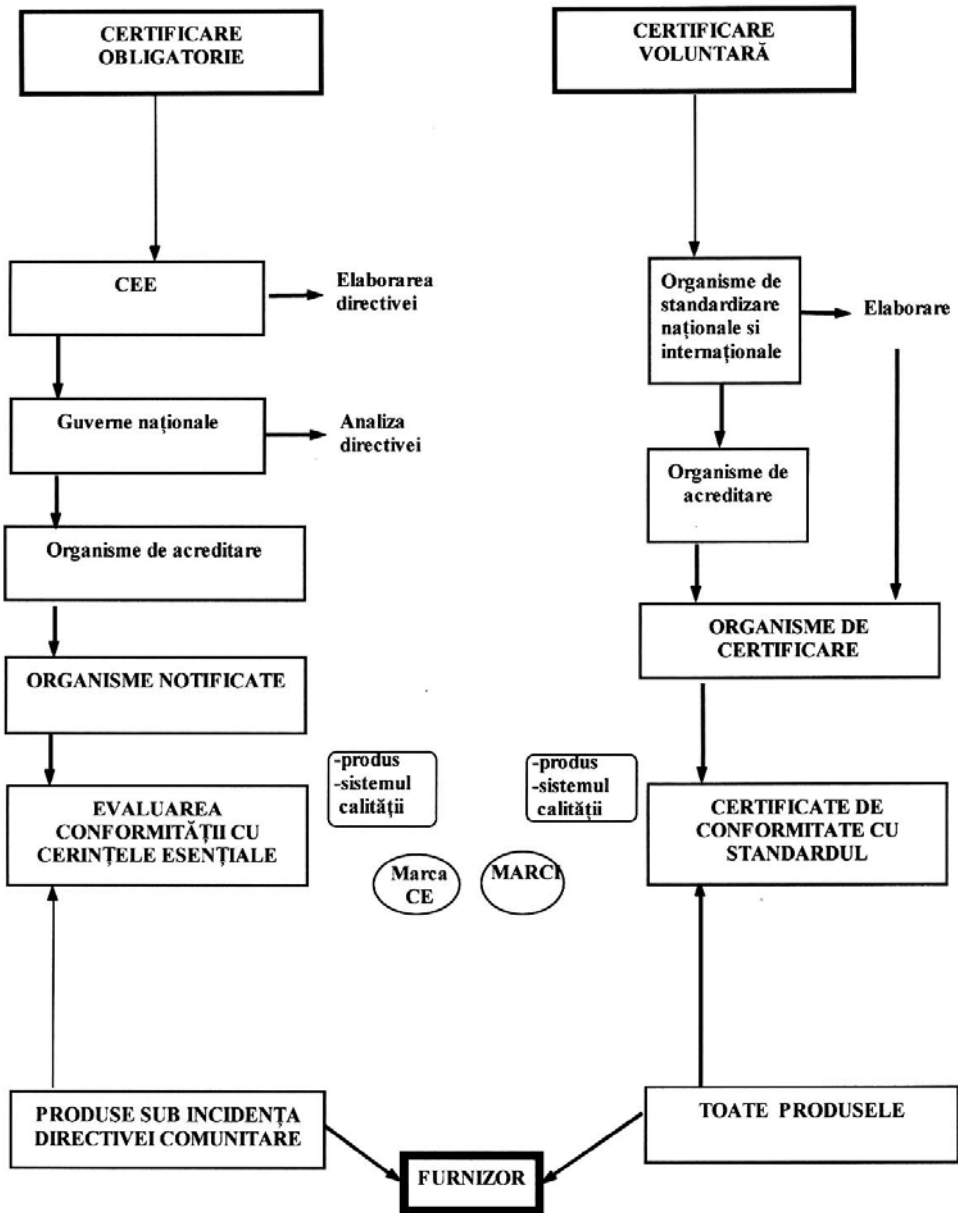 CERTIFICARE
OBLIGATORIE
CERTIFICARE
VOLUNTARĂ
CEE
Elaborarea
directivei
Organisme de
standardizare
naționale si
internaționale
Elaborare
Guverne naționale
Analiza
directivei
Organisme de
acreditare
Organisme de acreditare
ORGANISME DE
CERTIFICARE
ORGANISME NOTIFICATE
-produs
-sistemul
calității
-produs
-sistemul
calității
EVALUAREA
CONFORMITĂȚII CU
CERINȚELE ESENȚIALE
CERTIFICATE DE
CONFORMITATE CU
STANDARDUL
Marca
CE
MARCI
PRODUSE SUB INCIDENȚA
DIRECTIVEI COMUNITARE
TOATE PRODUSELE
FURNIZOR